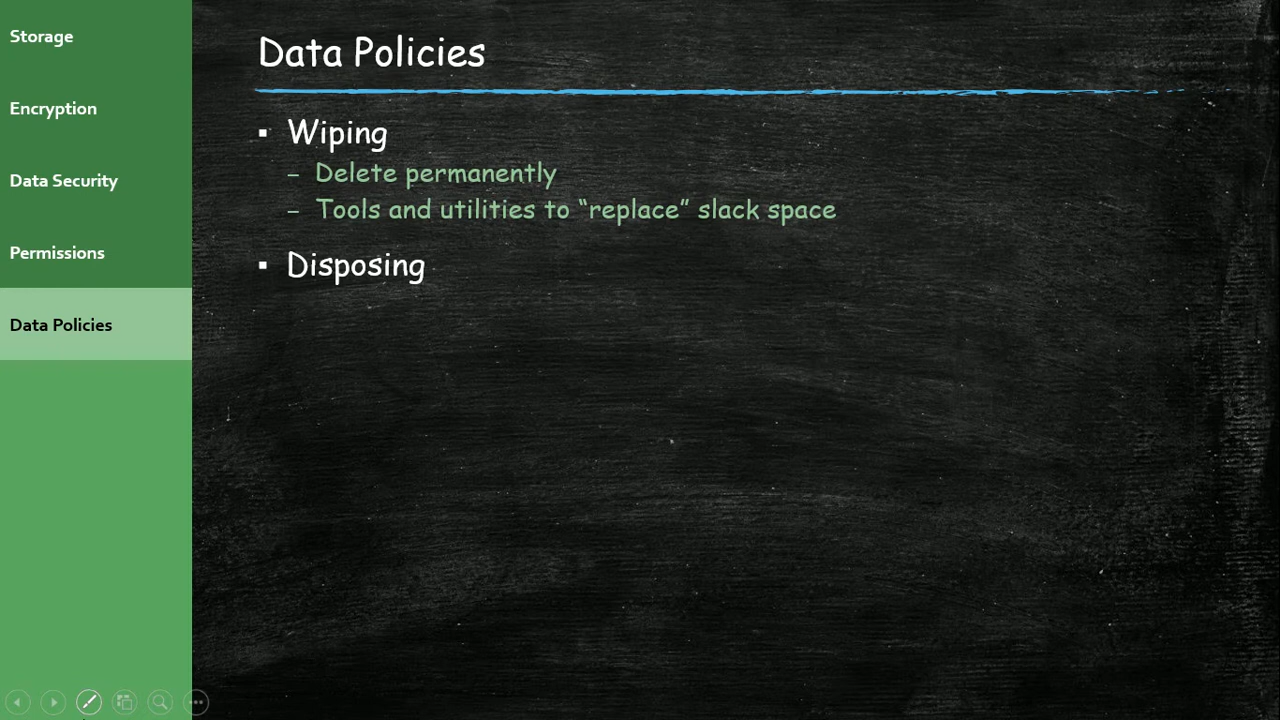 Storage
Encryption
Data Security
Permissions
Data Policies
Data Policies
▪ Wiping
– Delete permanently
– Tools and utilities to “replace” slack space
▪ Disposing